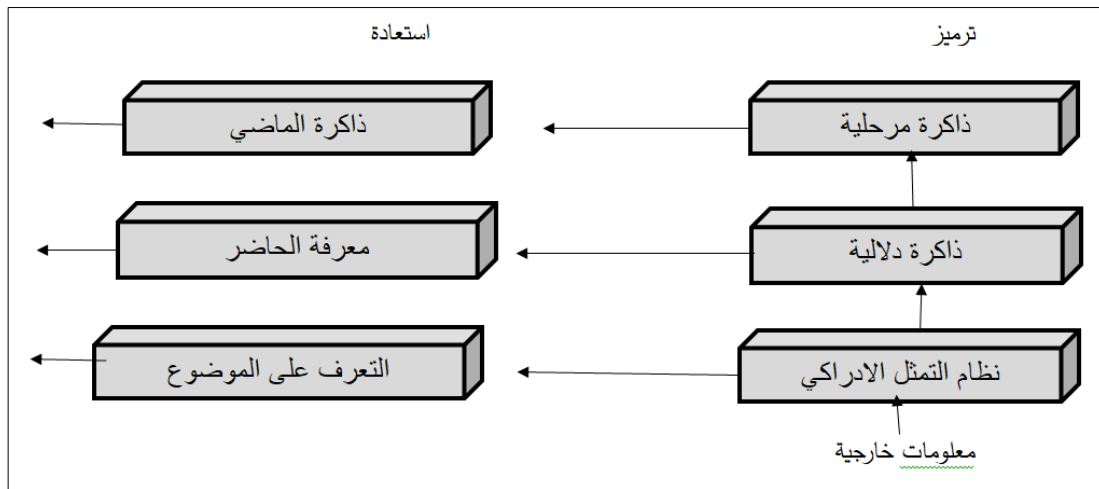 ترميز
استعادة
ذاكرة مرحلية
ذاكرة الماضي
ذاكرة دلالية
معرفة الحاضر
نظام التمثل الادراكي
التعرف على الموضوع
معلومات خارجية